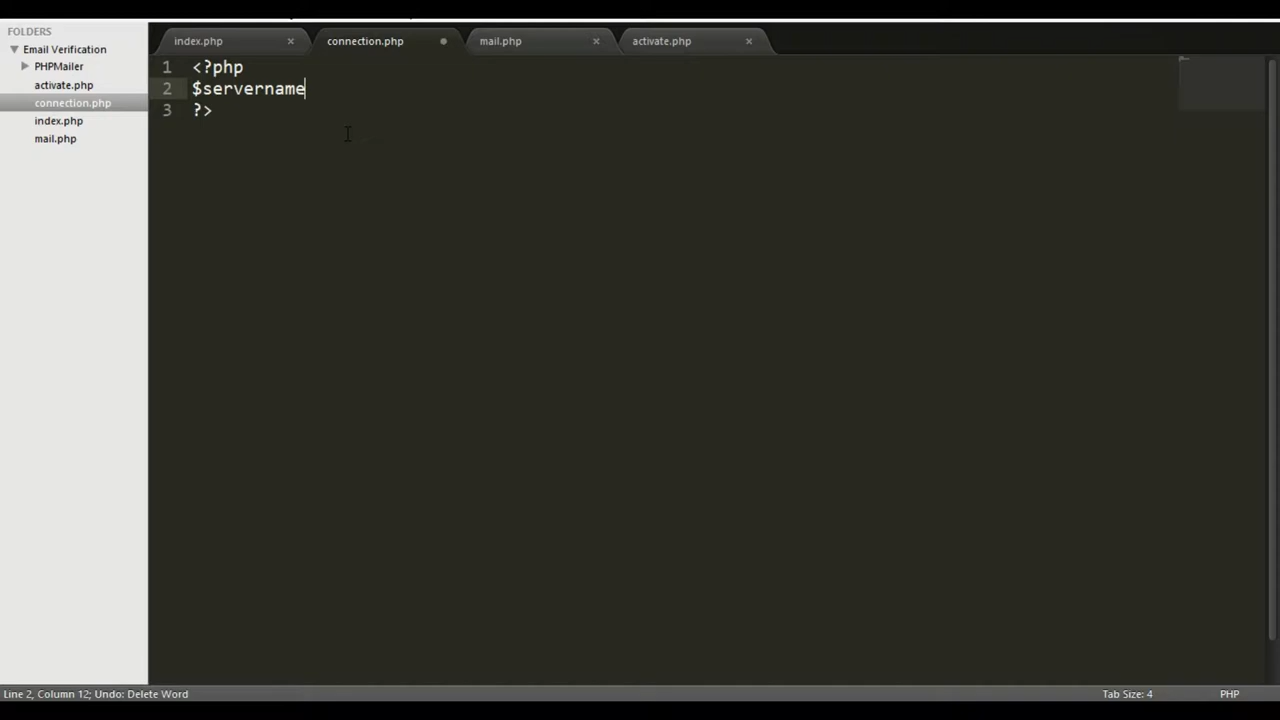 FOLDERS
Email Verification
PHPMailer
activate.php
connection.php
index.php
mail.php
index.php × connection.php mail.php × activate.php ×
1 <?php
2 $servername
3 ?>
Line 2, Column 12; Undo: Delete Word Tab Size: 4 PHP